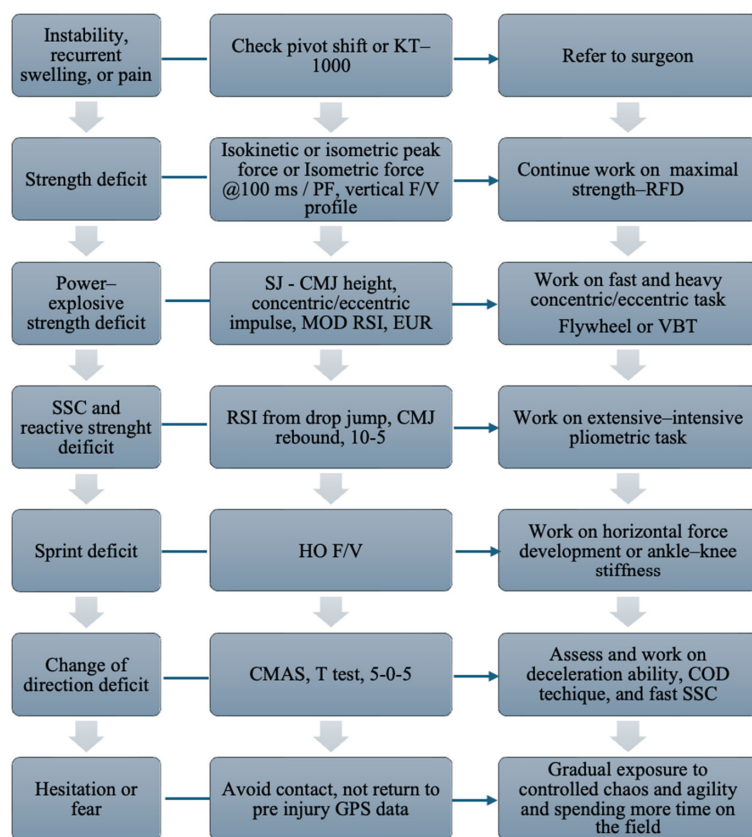 Instability,
recurrent
swelling, or pain
Check pivot shift or KT–
1000
Refer to surgeon
Strength deficit
Isokinetic or isometric peak
force or Isometric force
@100 ms / PF, vertical F/V
profile
Continue work on maximal
strength–RFD
Power–
explosive
strength deficit
SJ - CMJ height,
concentric/eccentric
impulse, MOD RSI, EUR
Work on fast and heavy
concentric/eccentric task
Flywheel or VBT
SSC and
reactive strenght
deificit
RSI from drop jump, CMJ
rebound, 10-5
Work on extensive–intensive
pliometric task
Sprint deficit
HO F/V
Work on horizontal force
development or ankle–knee
stiffness
Change of
direction deficit
CMAS, T test, 5-0-5
Assess and work on
deceleration ability, COD
techique, and fast SSC
Hesitation or
fear
Avoid contact, not return to
pre injury GPS data
Gradual exposure to
controlled chaos and agility
and spending more time on
the field